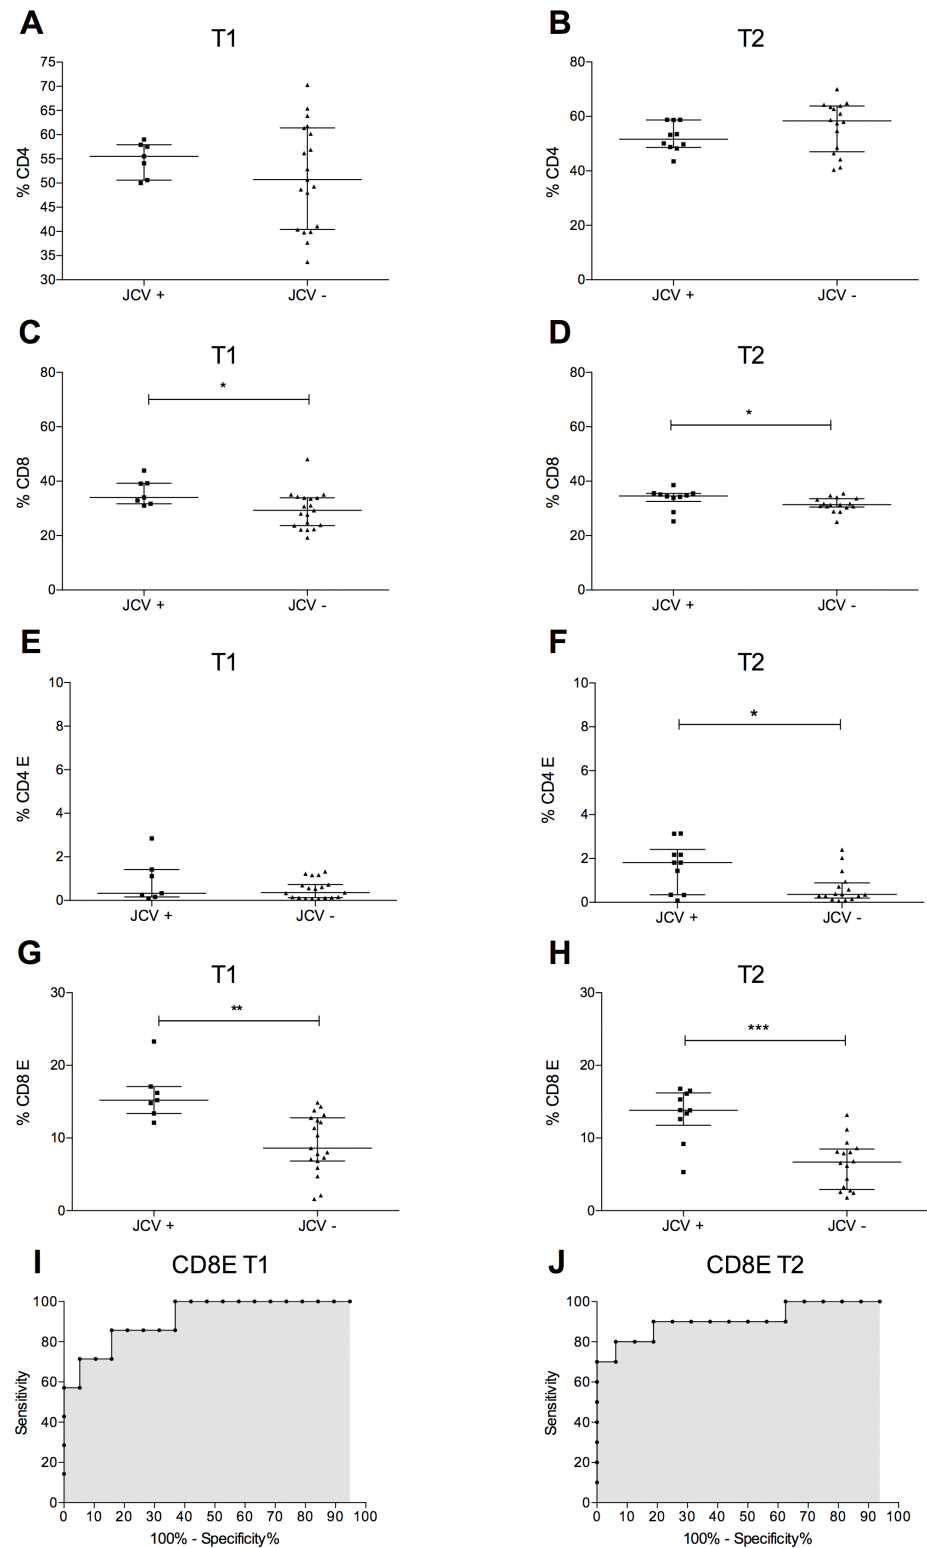 A
T1
% CD4
75
70
65
60
55
50
45
40
35
30
JCV +
JCV -
B
T2
% CD4
80
60
40
20
0
JCV +
JCV -
C
T1
% CD8
80
60
40
20
0
*
JCV +
JCV -
D
T2
% CD8
80
60
40
20
0
*
JCV +
JCV -
E
T1
% CD4 E
10
8
6
4
2
0
JCV +
JCV -
F
T2
% CD4 E
10
8
6
4
2
0
*
JCV +
JCV -
G
T1
% CD8 E
30
20
10
0
**
JCV +
JCV -
H
T2
% CD8 E
30
20
10
0
***
JCV +
JCV -
I
CD8E T1
Sensitivity
100
80
60
40
20
0
0 10 20 30 40 50 60 70 80 90 100
100% - Specificity%
J
CD8E T2
Sensitivity
100
80
60
40
20
0
0 10 20 30 40 50 60 70 80 90 100
100% - Specificity%